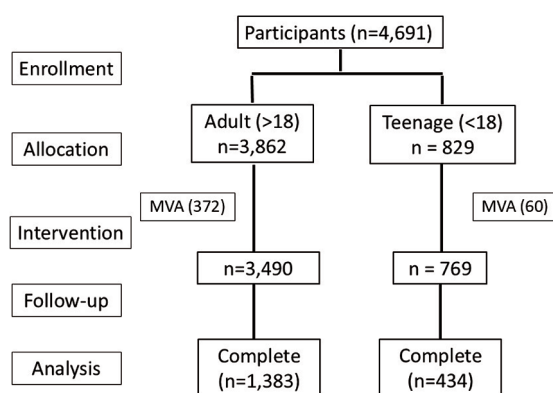 Participants (n=4,691)
Enrollment
Adult (>18)
n=3,862
Teenage (<18)
n = 829
Allocation
MVA (372)
MVA (60)
Intervention
n=3,490
n = 769
Follow-up
Complete
(n=1,383)
Complete
(n=434)
Analysis